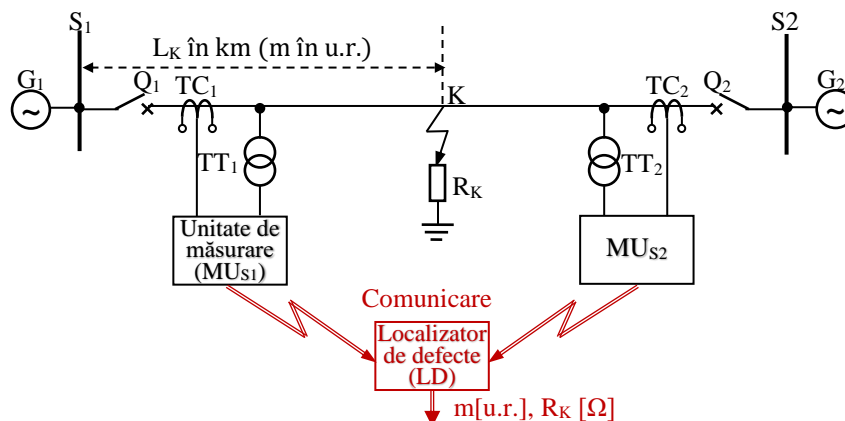 S1
S2
LK în km (m în u.r.)
G1
Q1
TC1
K
TC2
Q2
G2
~
~
TT1
TT2
RK
Unitate de
măsurare
(MUS1)
MUS2
Comunicare
Localizator
de defecte
(LD)
m[u.r.], RK [Ω]